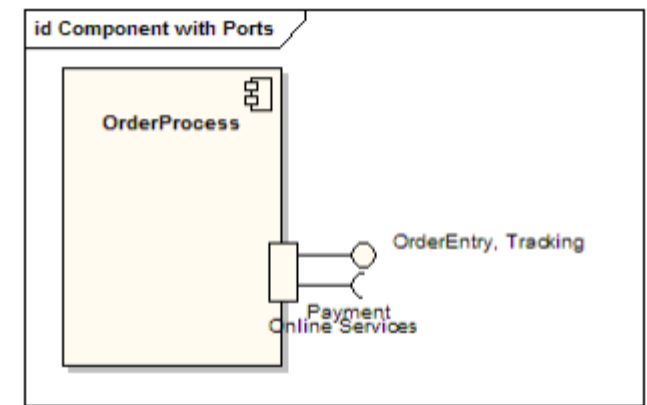 id Component with Ports
OrderProcess
OrderEntry, Tracking
Payment
Online Services